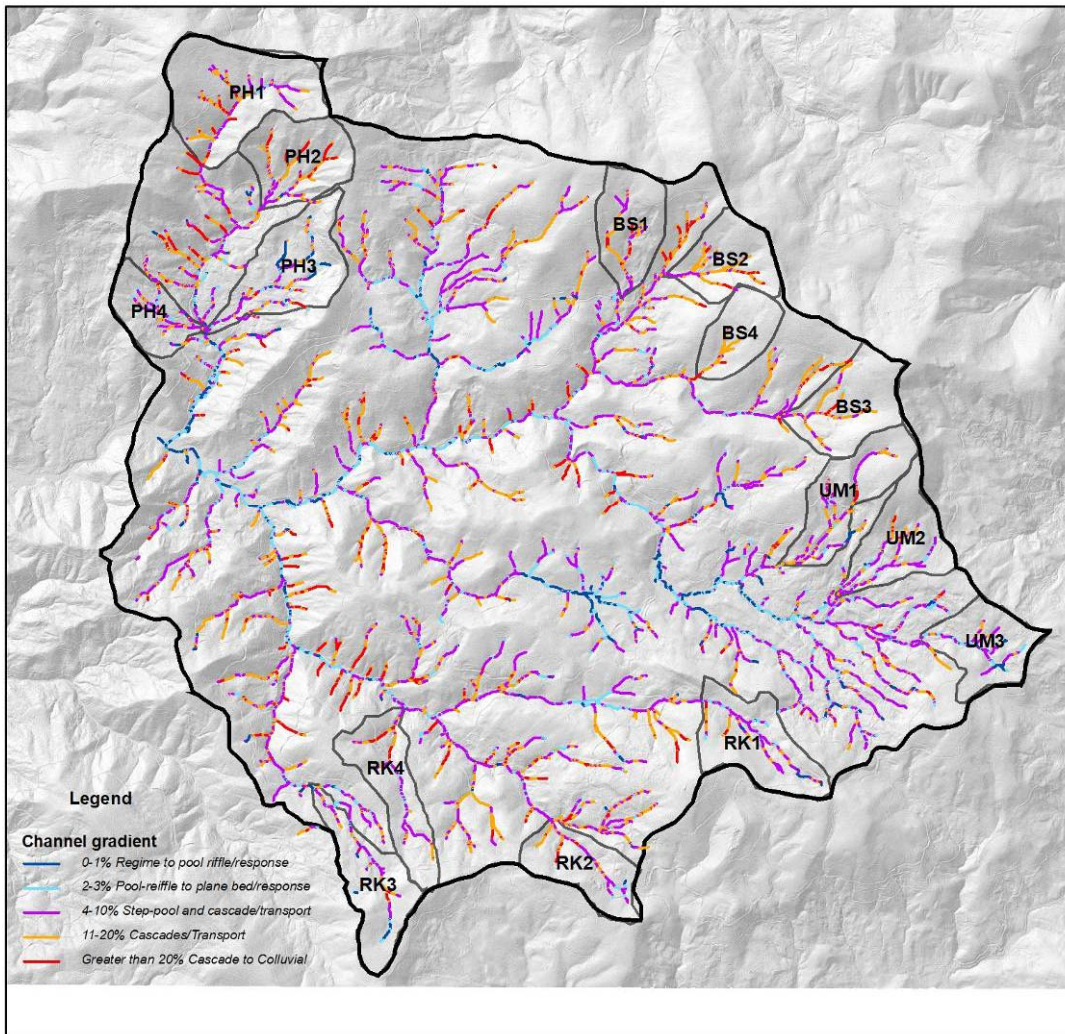 PH1
PH2
BS1
BS2
PH3
PH4
BS4
BS3
UM1
UM2
UM3
RK1
RK4
RK2
RK3
Legend
Channel gradient
0-1% Regime to pool riffle/response
2-3% Pool-reiffle to plane bed/response
4-10% Step-pool and cascade/transport
11-20% Cascades/Transport
Greater than 20% Cascade to Colluvial